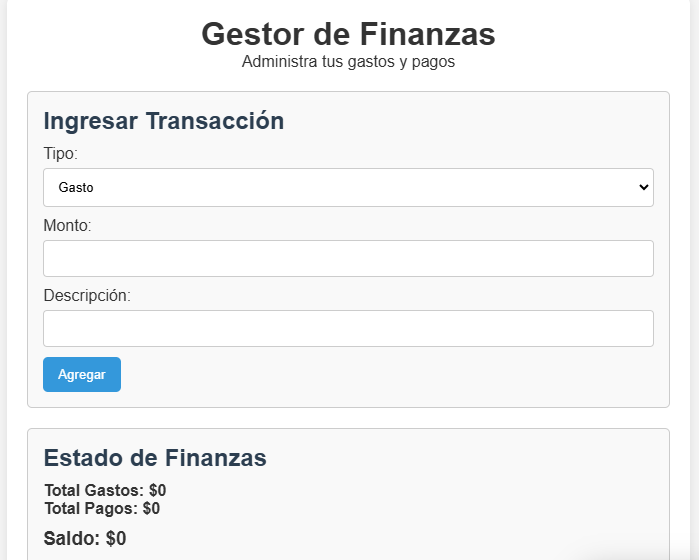 Gestor de Finanzas
Administra tus gastos y pagos
Ingresar Transacción
Tipo:
Gasto
Monto:
Descripción:
Agregar
Estado de Finanzas
Total Gastos: $0
Total Pagos: $0
Saldo: $0